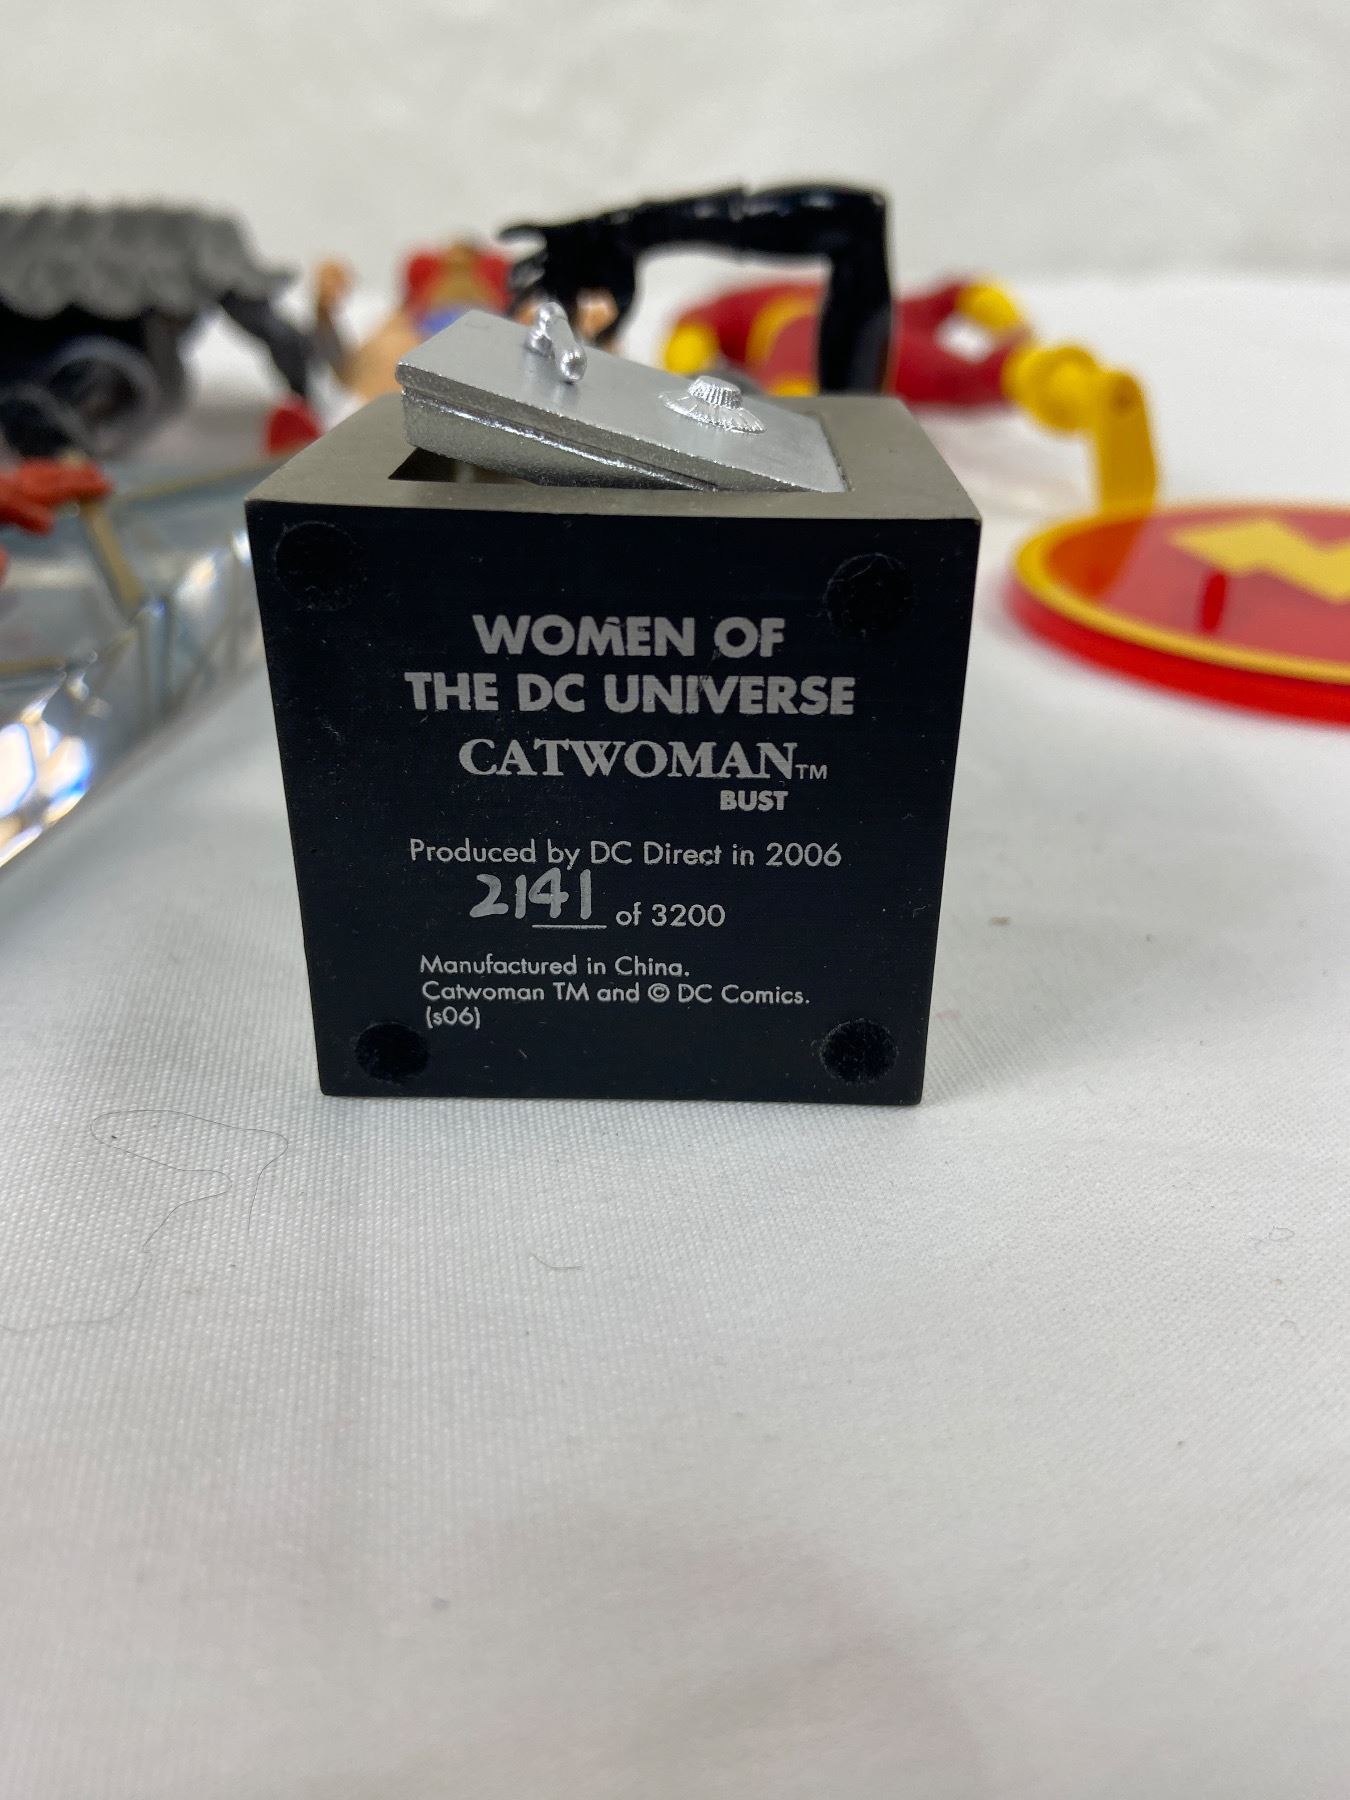 WOMEN OF
THE DC UNIVERSE
CATWOMAN™
BUST
Produced by DC Direct in 2006
2141 of 3200
Manufactured in China.
Catwoman TM and © DC Comics.
(s06)